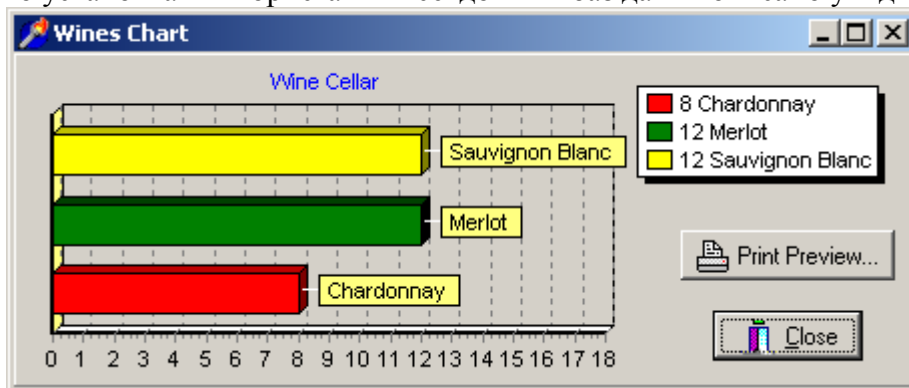 Wines Chart
Wine Cellar
8 Chardonnay
12 Merlot
12 Sauvignon Blanc
Sauvignon Blanc
Merlot
Chardonnay
0 1 2 3 4 5 6 7 8 9 10 11 12 13 14 15 16 17 18
Print Preview...
Close